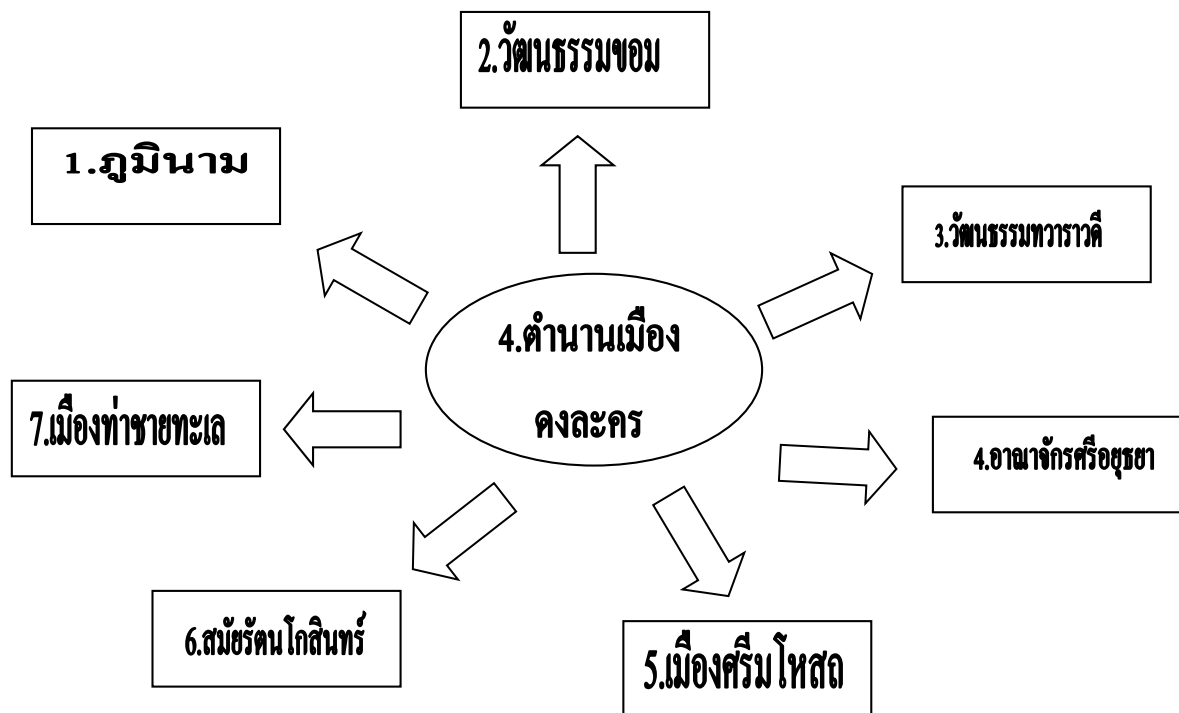 2.วัฒนธรรมขอม
1.ภูมินาม
3.วัฒนธรรมทวาราวดี
4.ตำนานเมือง
ดงละคร
7.เมืองท่าชายทะเล
4.อาณาจักรศรีอยุธยา
6.สมัยรัตนโกสินทร์
5.เมืองศรีมโหสถ